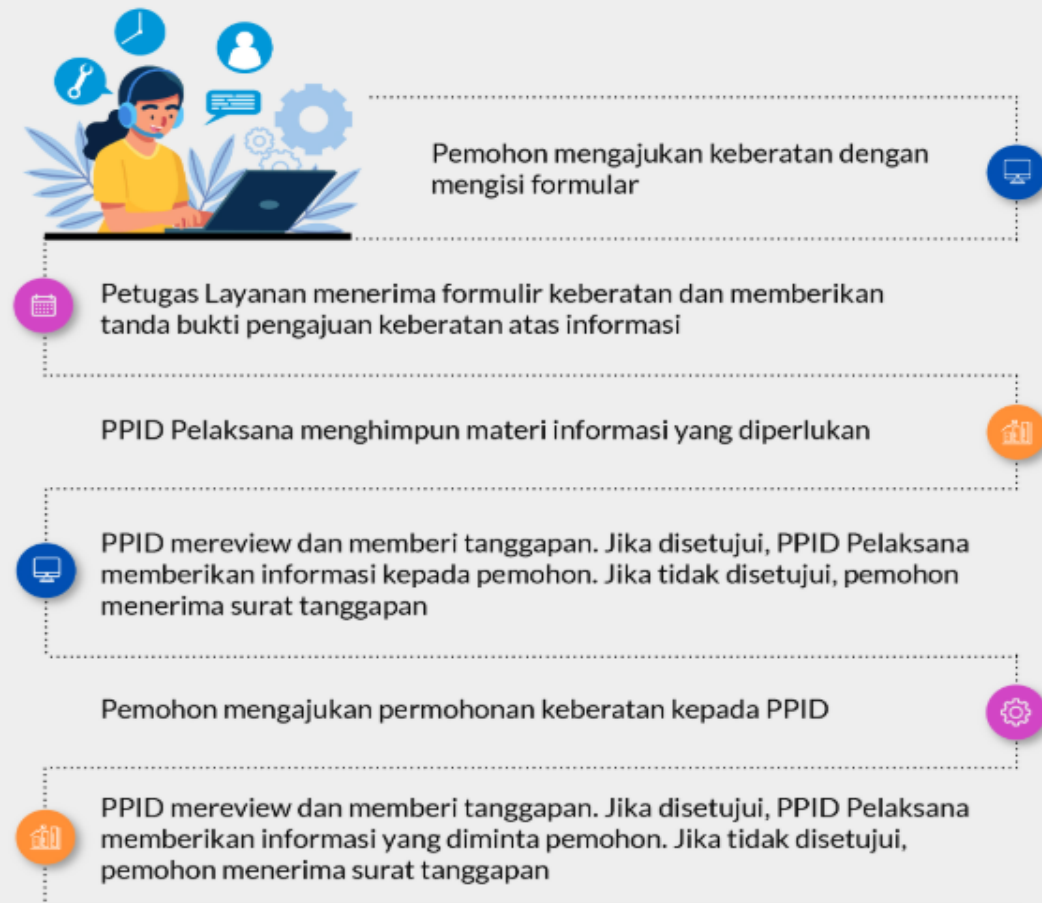 Pemohon mengajukan keberatan dengan
mengisi formular
Petugas Layanan menerima formulir keberatan dan memberikan
tanda bukti pengajuan keberatan atas informasi
PPID Pelaksana menghimpun materi informasi yang diperlukan
PPID mereview dan memberi tanggapan. Jika disetujui, PPID Pelaksana
memberikan informasi kepada pemohon. Jika tidak disetujui, pemohon
menerima surat tanggapan
Pemohon mengajukan permohonan keberatan kepada PPID
PPID mereview dan memberi tanggapan. Jika disetujui, PPID Pelaksana
memberikan informasi yang diminta pemohon. Jika tidak disetujui,
pemohon menerima surat tanggapan